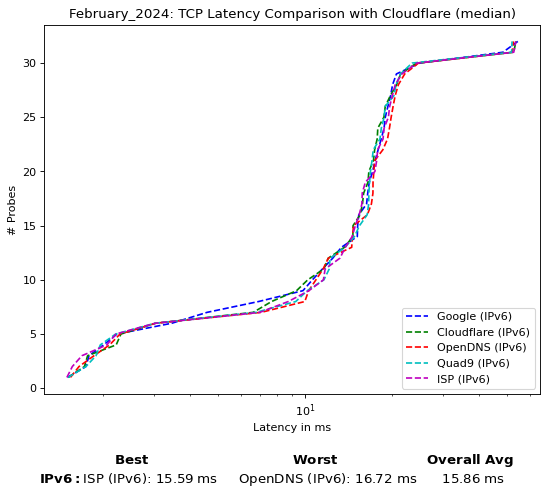 February_2024: TCP Latency Comparison with Cloudflare (median)
# Probes
30
25
20
15
10
5
0
Google (IPv6)
Cloudflare (IPv6)
OpenDNS (IPv6)
Quad9 (IPv6)
ISP (IPv6)
10¹
Latency in ms
Best Worst Overall Avg
IPv6: ISP (IPv6): 15.59 ms OpenDNS (IPv6): 16.72 ms 15.86 ms